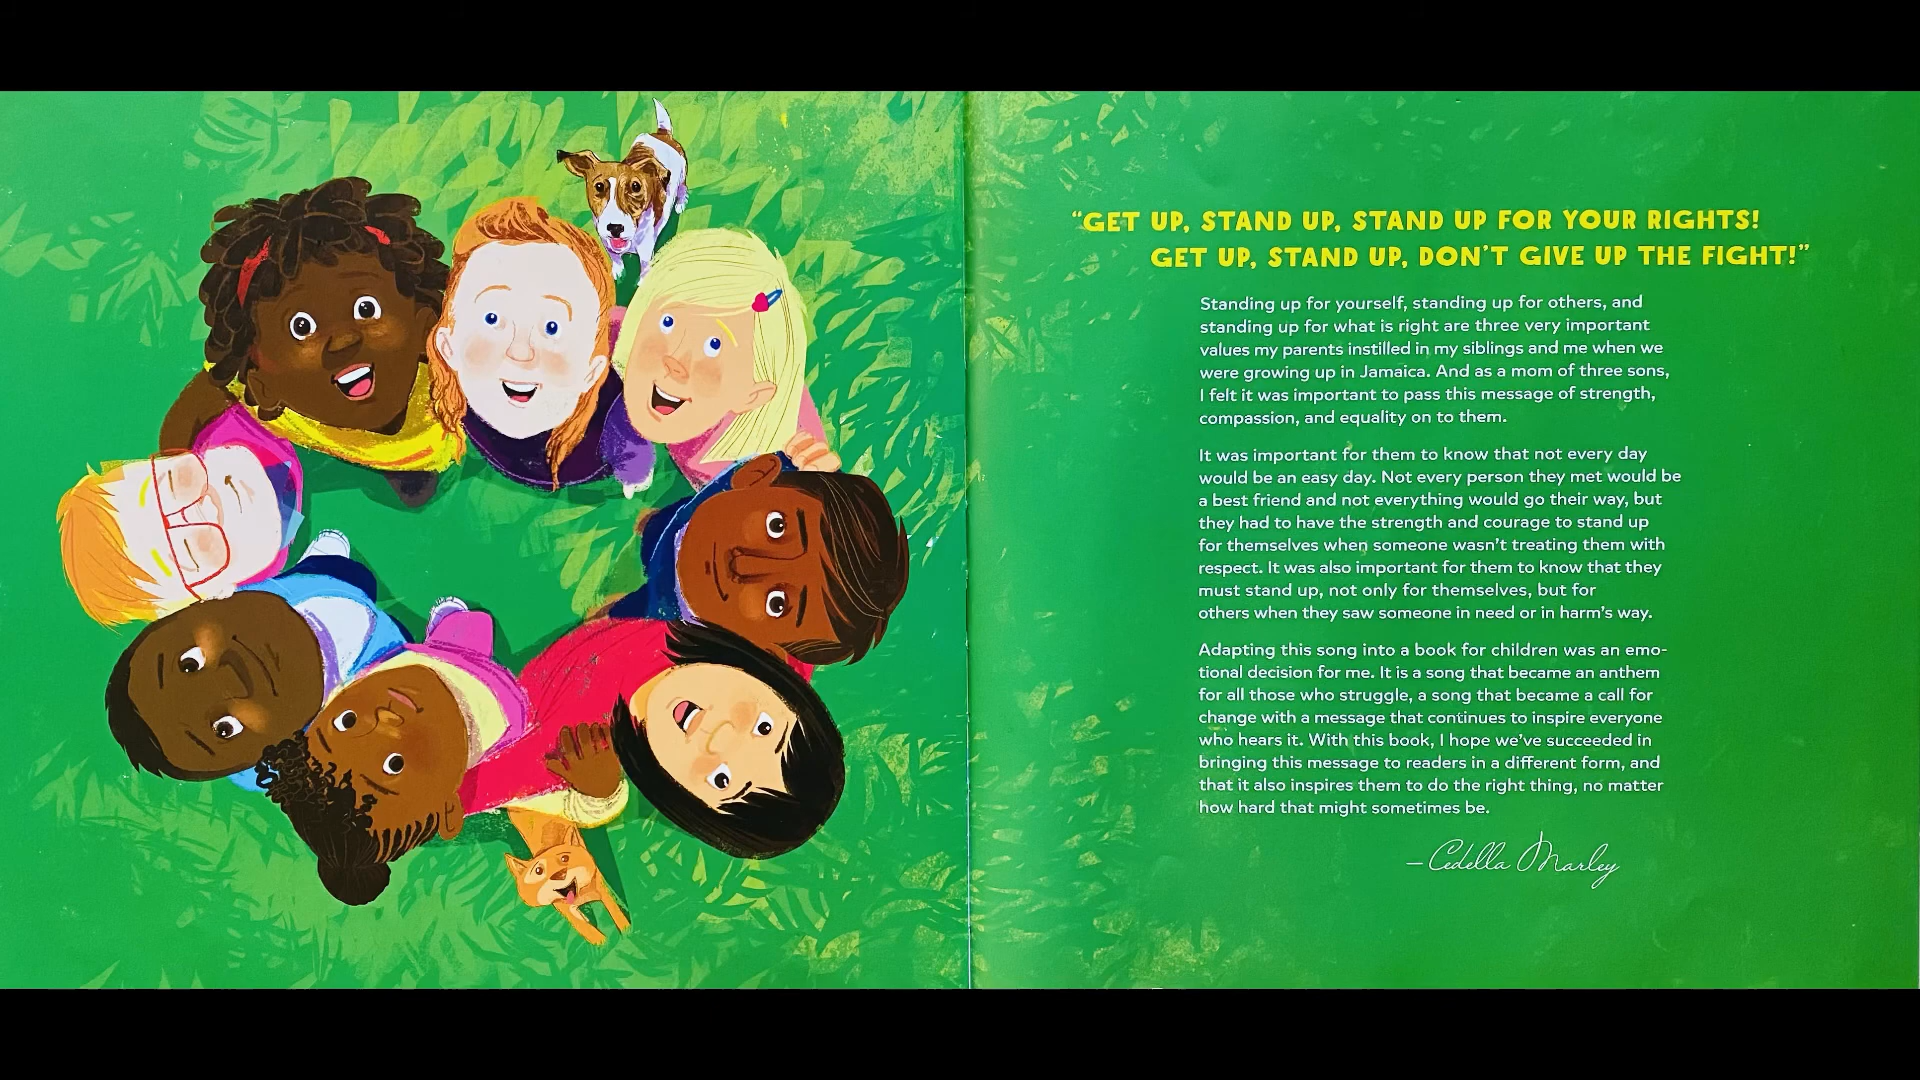 “GET UP, STAND UP, STAND UP FOR YOUR RIGHTS!
GET UP, STAND UP, DON’T GIVE UP THE FIGHT!”
Standing up for yourself, standing up for others, and
standing up for what is right are three very important
values my parents instilled in my siblings and me when we
were growing up in Jamaica. And as a mom of three sons,
I felt it was important to pass this message of strength,
compassion, and equality on to them.
It was important for them to know that not every day
would be an easy day. Not every person they met would be
a best friend and not everything would go their way, but
they had to have the strength and courage to stand up
for themselves when someone wasn’t treating them with
respect. It was also important for them to know that they
must stand up, not only for themselves, but for
others when they saw someone in need or in harm’s way.
Adapting this song into a book for children was an emo-
tional decision for me. It is a song that became an anthem
for all those who struggle, a song that became a call for
change with a message that continues to inspire everyone
who hears it. With this book, I hope we’ve succeeded in
bringing this message to readers in a different form, and
that it also inspires them to do the right thing, no matter
how hard that might sometimes be.
—Cedella Marley